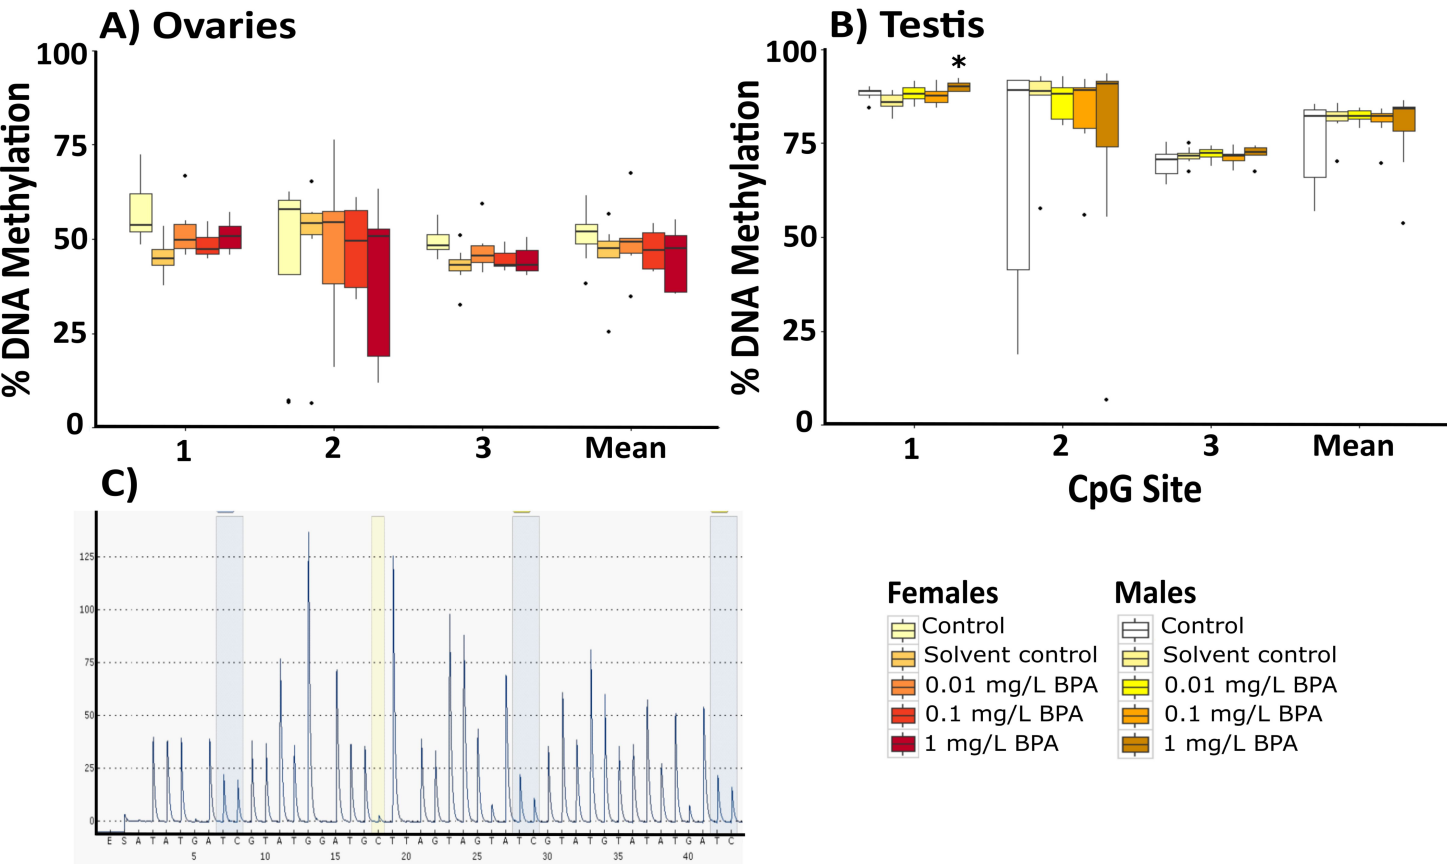 A) Ovaries
100
75
50
25
0
% DNA Methylation
1 2 3 Mean
B) Testis
100
75
50
25
0
% DNA Methylation
*
1 2 3 Mean
CpG Site
C)
125
100
75
50
25
0
E S A T A T G A T C G T A T G G A T G C T T A G T A G T A T C G T A T G T A T A T G A T C
5 10 15 20 25 30 35 40
Females
Control
Solvent control
0.01 mg/L BPA
0.1 mg/L BPA
1 mg/L BPA
Males
Control
Solvent control
0.01 mg/L BPA
0.1 mg/L BPA
1 mg/L BPA